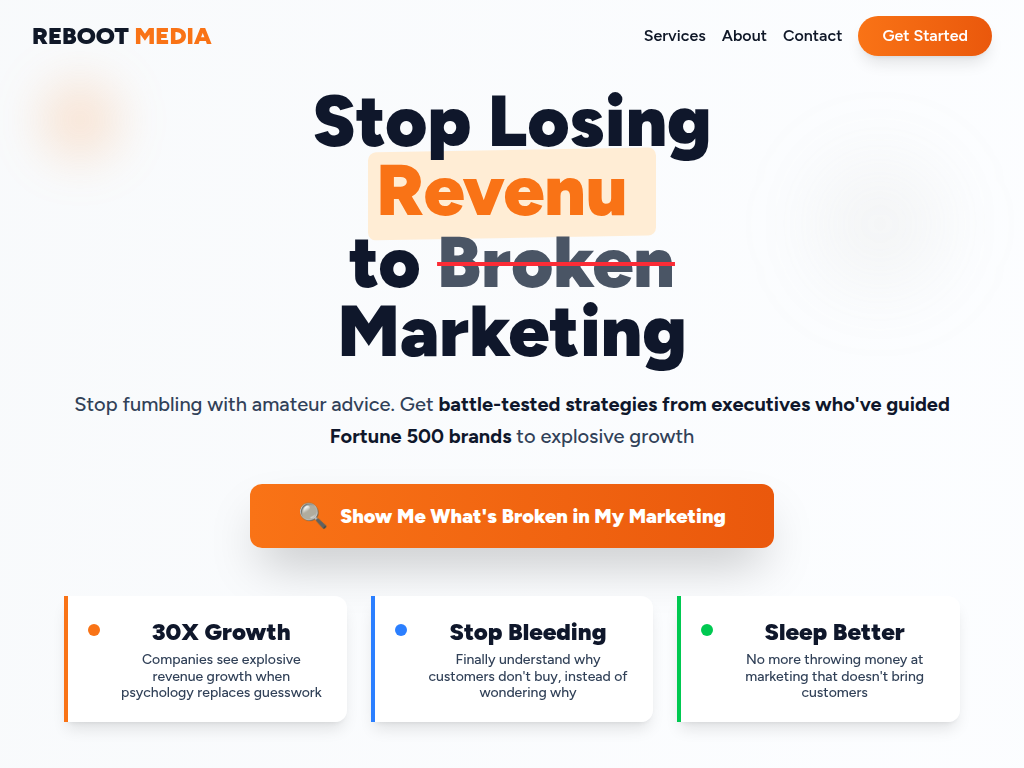 REBOOT MEDIA
Services About Contact Get Started
Stop Losing
Revenu
to Broken
Marketing
Stop fumbling with amateur advice. Get battle-tested strategies from executives who've guided
Fortune 500 brands to explosive growth
Show Me What's Broken in My Marketing
30X Growth
Companies see explosive
revenue growth when
psychology replaces guesswork
Stop Bleeding
Finally understand why
customers don't buy, instead of
wondering why
Sleep Better
No more throwing money at
marketing that doesn't bring
customers